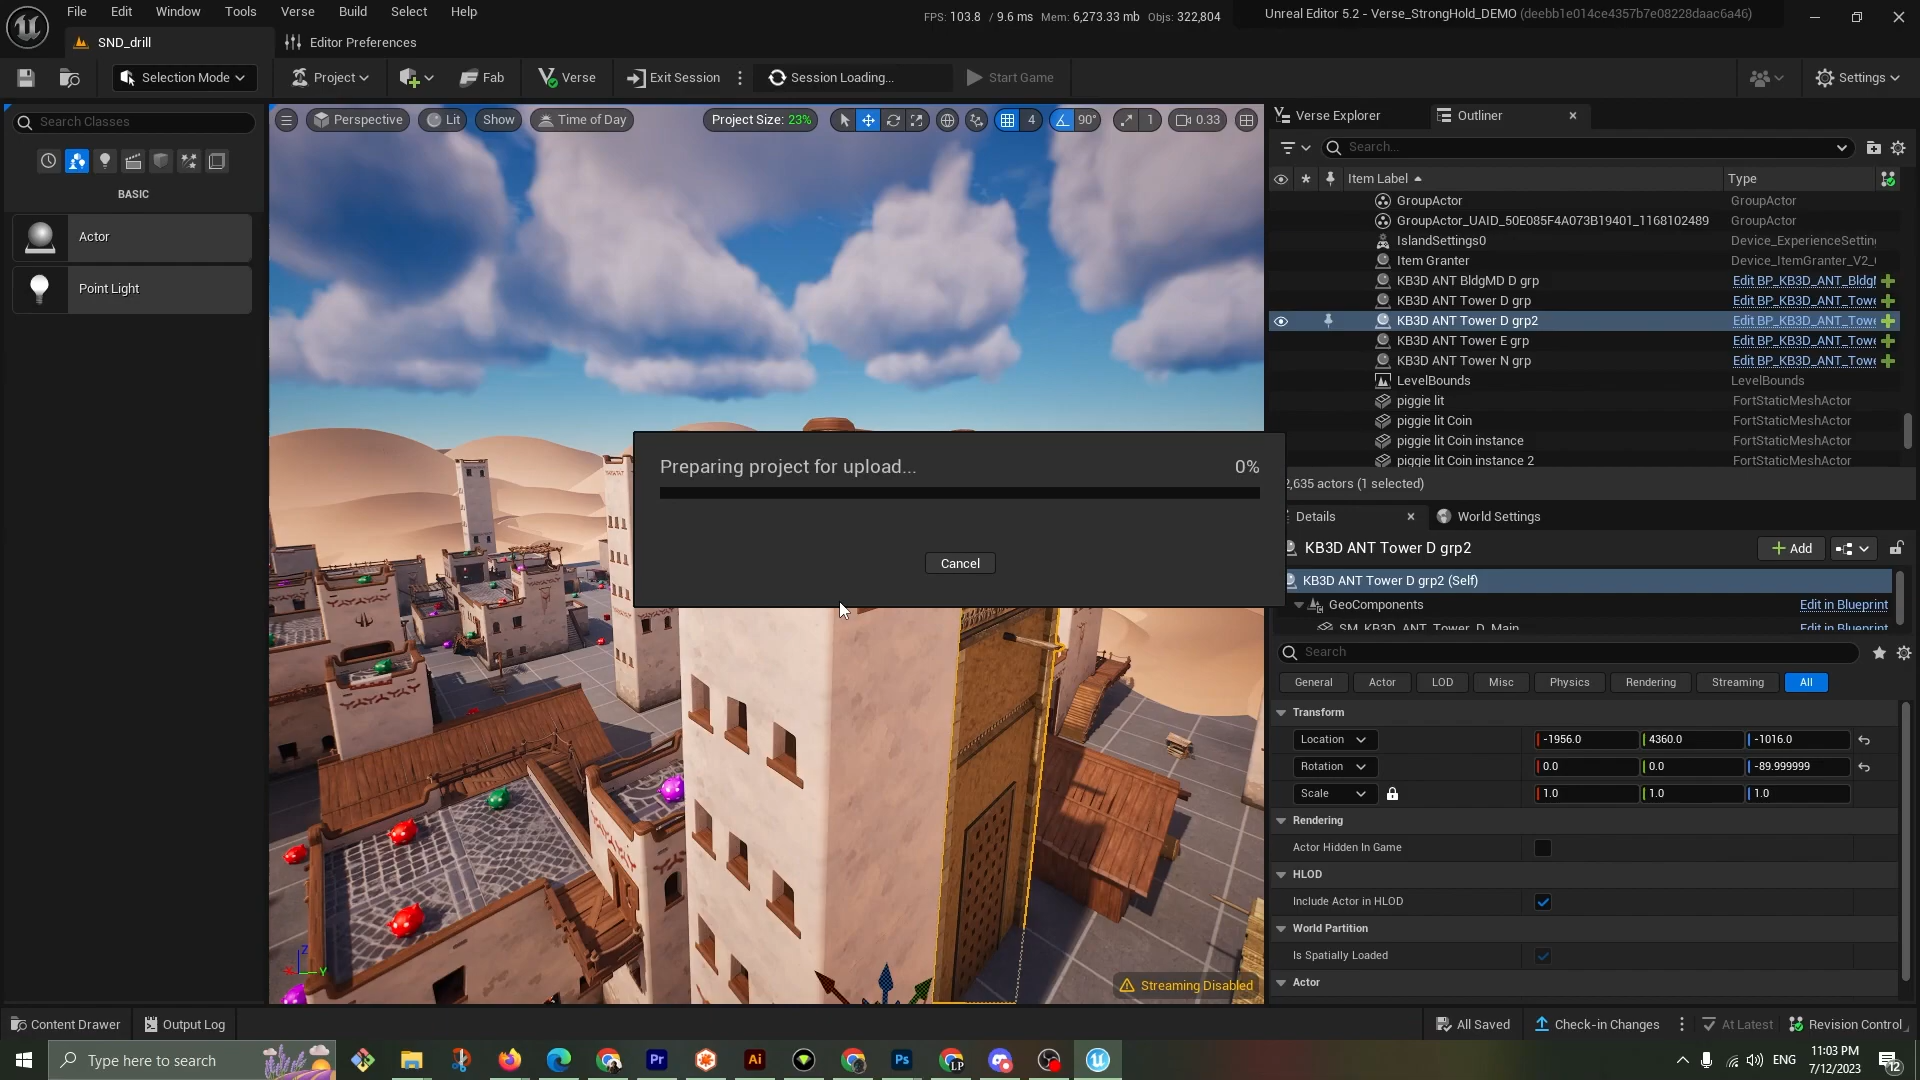 File Edit Window Tools Verse Build Select Help
FPS: 103.8 / 9.6 ms Mem: 6,273.33 mb Objs: 322,804
Unreal Editor 5.2 - Verse_StrongHold_DEMO (deebb1e014ce4357b7e08228daac6a46)
SND_drill
Editor Preferences
Selection Mode
Project
Fab
Verse
Exit Session
Session Loading...
Start Game
Settings
Search Classes
BASIC
Actor
Point Light
Perspective
Lit
Show
Time of Day
Project Size: 23%
4
90°
1
0.33
Verse Explorer
Outliner
Search...
Item Label
Type
GroupActor GroupActor
GroupActor_UAID_50E085F4A073B19401_1168102489 GroupActor
IslandSettings0 Device_ExperienceSettin
Item Granter Device_ItemGranter_V2_
KB3D ANT BldgMD D grp Edit BP_KB3D_ANT_Bldg
KB3D ANT Tower D grp Edit BP_KB3D_ANT_Towe
KB3D ANT Tower D grp2 Edit BP_KB3D_ANT_Towe
KB3D ANT Tower E grp Edit BP_KB3D_ANT_Towe
KB3D ANT Tower N grp Edit BP_KB3D_ANT_Towe
LevelBounds LevelBounds
piggie lit FortStaticMeshActor
piggie lit Coin FortStaticMeshActor
piggie lit Coin instance FortStaticMeshActor
piggie lit Coin instance 2 FortStaticMeshActor
2,635 actors (1 selected)
Preparing project for upload... 0%
Cancel
Details
World Settings
KB3D ANT Tower D grp2
Add
KB3D ANT Tower D grp2 (Self)
GeoComponents Edit in Blueprint
SM_KB3D_ANT_Tower_D_Main Edit in Blueprint
Search
General Actor LOD Misc Physics Rendering Streaming All
Transform
Location -1956.0 4360.0 -1016.0
Rotation 0.0 0.0 -89.999999
Scale 1.0 1.0 1.0
Rendering
Actor Hidden In Game
HLOD
Include Actor in HLOD
World Partition
Is Spatially Loaded
Actor
Z
X
Y
Streaming Disabled
Content Drawer
Output Log
All Saved
Check-in Changes
At Latest
Revision Control
Type here to search
Pr
Ai
Ps
LP
ENG
11:03 PM
7/12/2023
12